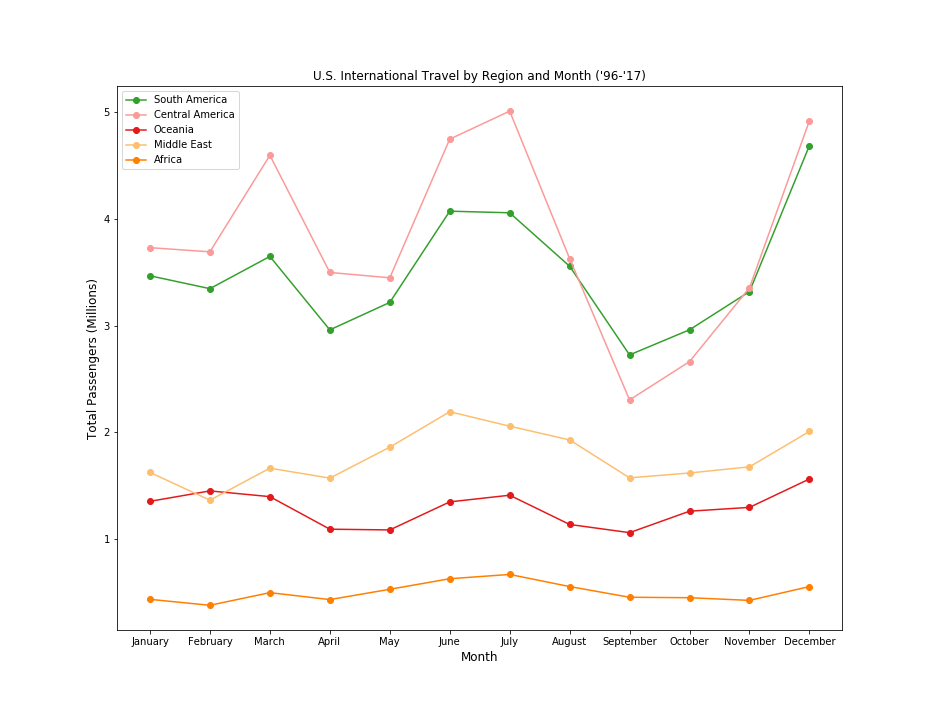 U.S. International Travel by Region and Month ('96-'17)
South America
Central America
Oceania
Middle East
Africa
5
4
3
2
1
Total Passengers (Millions)
January February March April May June July August September October November December
Month